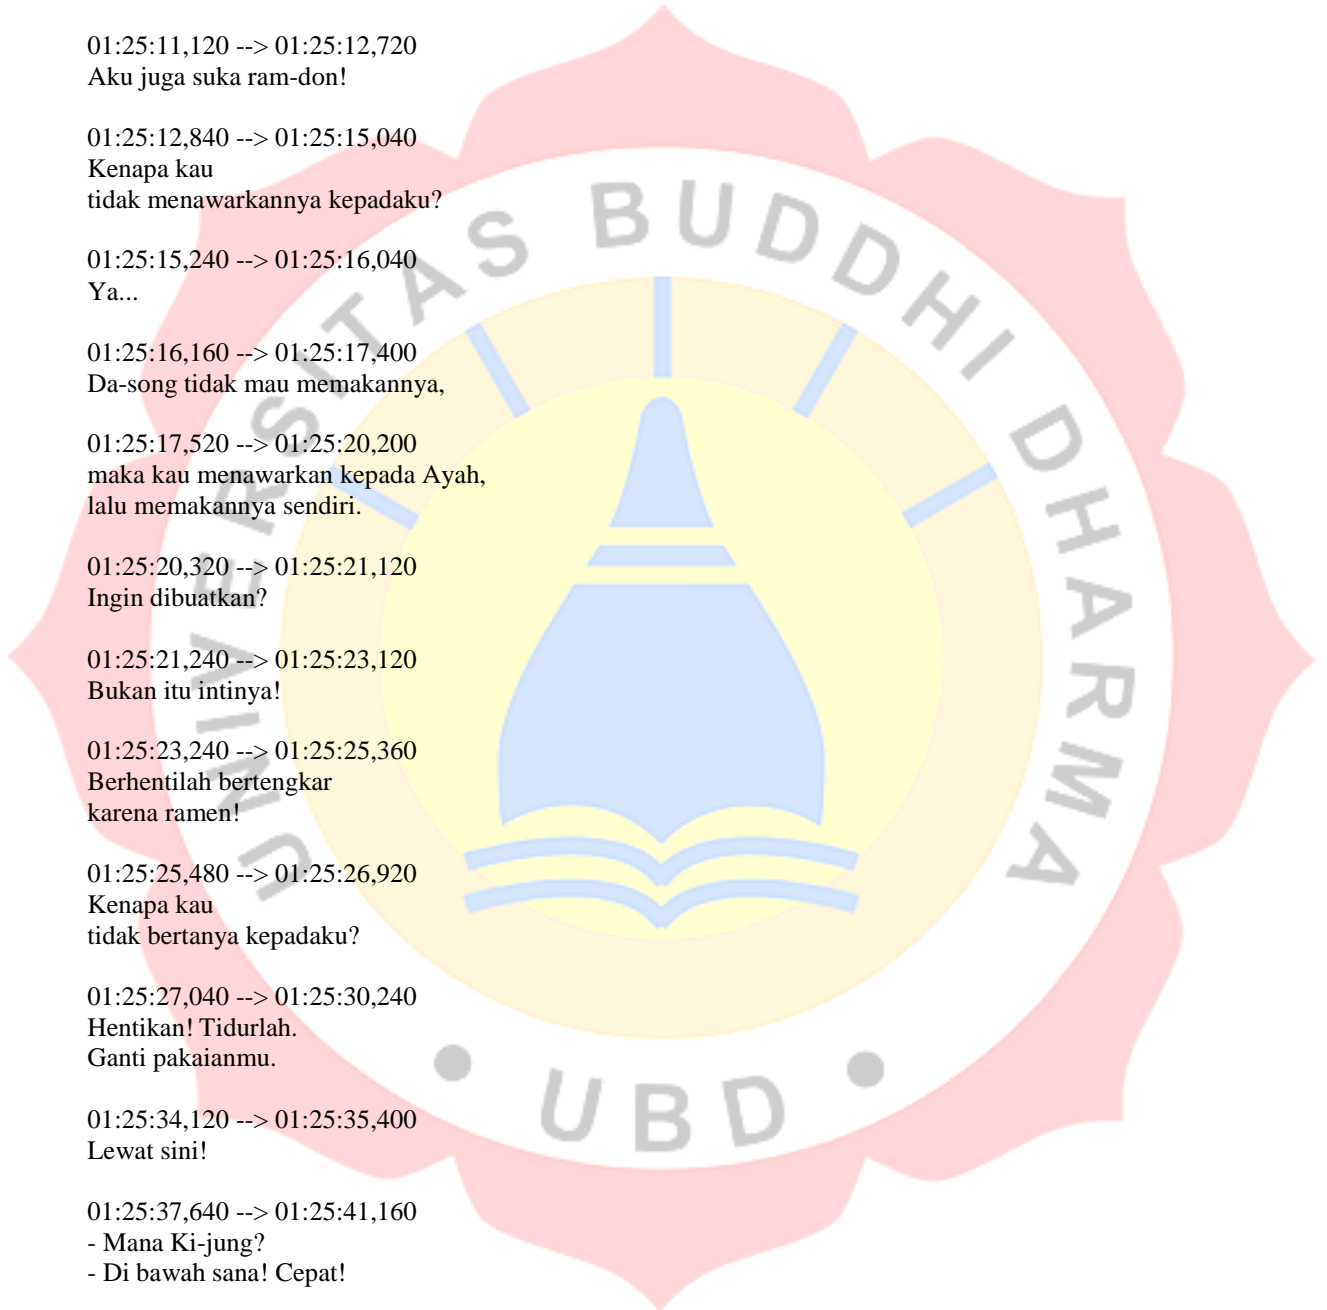 01:25:11,120 --> 01:25:12,720
Aku juga suka ram-don!
01:25:12,840 --> 01:25:15,040
Kenapa kau
tidak menawarkannya kepadaku?
01:25:15,240 --> 01:25:16,040
Ya...
01:25:16,160 --> 01:25:17,400
Da-song tidak mau memakannya,
01:25:17,520 --> 01:25:20,200
maka kau menawarkan kepada Ayah,
lalu memakannya sendiri.
01:25:20,320 --> 01:25:21,120
Ingin dibuatkan?
01:25:21,240 --> 01:25:23,120
Bukan itu intinya!
01:25:23,240 --> 01:25:25,360
Berhentilah bertengkar
karena ramen!
01:25:25,480 --> 01:25:26,920
Kenapa kau
tidak bertanya kepadaku?
01:25:27,040 --> 01:25:30,240
Hentikan! Tidurlah.
Ganti pakaianmu.
01:25:34,120 --> 01:25:35,400
Lewat sini!
01:25:37,640 --> 01:25:41,160
- Mana Ki-jung?
- Di bawah sana! Cepat!
UNIVERSITAS BUDDHI DHARMA
• UBD •